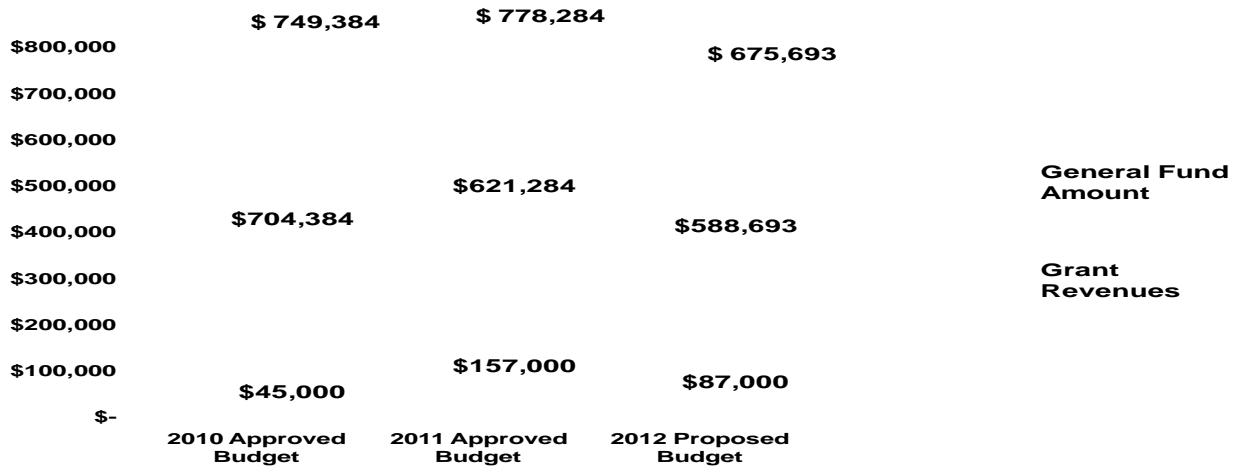 $ 749,384
$ 778,284
$ 675,693
$800,000
$700,000
$600,000
$500,000
$400,000
$300,000
$200,000
$100,000
$-
$704,384
$621,284
$588,693
$45,000
$157,000
$87,000
2010 Approved
Budget
2011 Approved
Budget
2012 Proposed
Budget
General Fund
Amount
Grant
Revenues